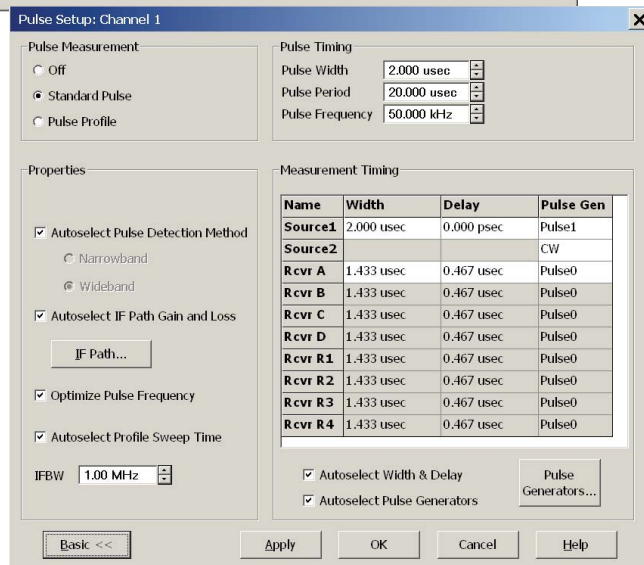 Pulse Setup: Channel 1
Pulse Measurement
Off
Standard Pulse
Pulse Profile
Pulse Timing
Pulse Width 2.000 usec
Pulse Period 20.000 usec
Pulse Frequency 50.000 kHz
Properties
Autoselect Pulse Detection Method
Narrowband
Wideband
Autoselect IF Path Gain and Loss
IF Path...
Optimize Pulse Frequency
Autoselect Profile Sweep Time
IFBW 1.00 MHz
Measurement Timing
Name Width Delay Pulse Gen
Source1 2.000 usec 0.000 psec Pulse1
Source2 CW
Rcvr A 1.433 usec 0.467 usec Pulse0
Rcvr B 1.433 usec 0.467 usec Pulse0
Rcvr C 1.433 usec 0.467 usec Pulse0
Rcvr D 1.433 usec 0.467 usec Pulse0
Rcvr R1 1.433 usec 0.467 usec Pulse0
Rcvr R2 1.433 usec 0.467 usec Pulse0
Rcvr R3 1.433 usec 0.467 usec Pulse0
Rcvr R4 1.433 usec 0.467 usec Pulse0
Autoselect Width & Delay
Autoselect Pulse Generators
Pulse
Generators...
Basic << Apply OK Cancel Help